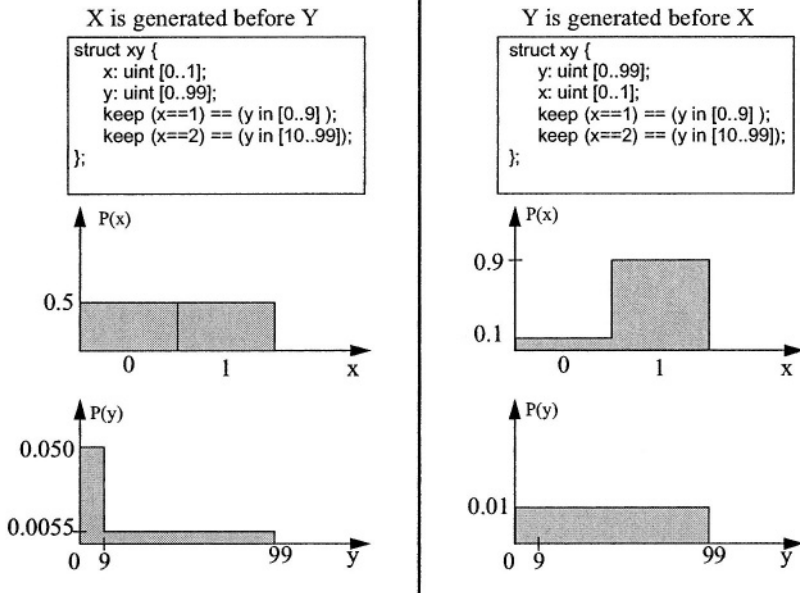 X is generated before Y
struct xy {
x: uint [0..1];
y: uint [0..99];
keep (x==1) == (y in [0..9] );
keep (x==2) == (y in [10..99]);
};
P(x)
0.5
0
1
x
P(y)
0.050
0.0055
0
9
99
y
Y is generated before X
struct xy {
y: uint [0..99];
x: uint [0..1];
keep (x==1) == (y in [0..9] );
keep (x==2) == (y in [10..99]);
};
P(x)
0.9
0.1
0
1
x
P(y)
0.01
0
9
99
y